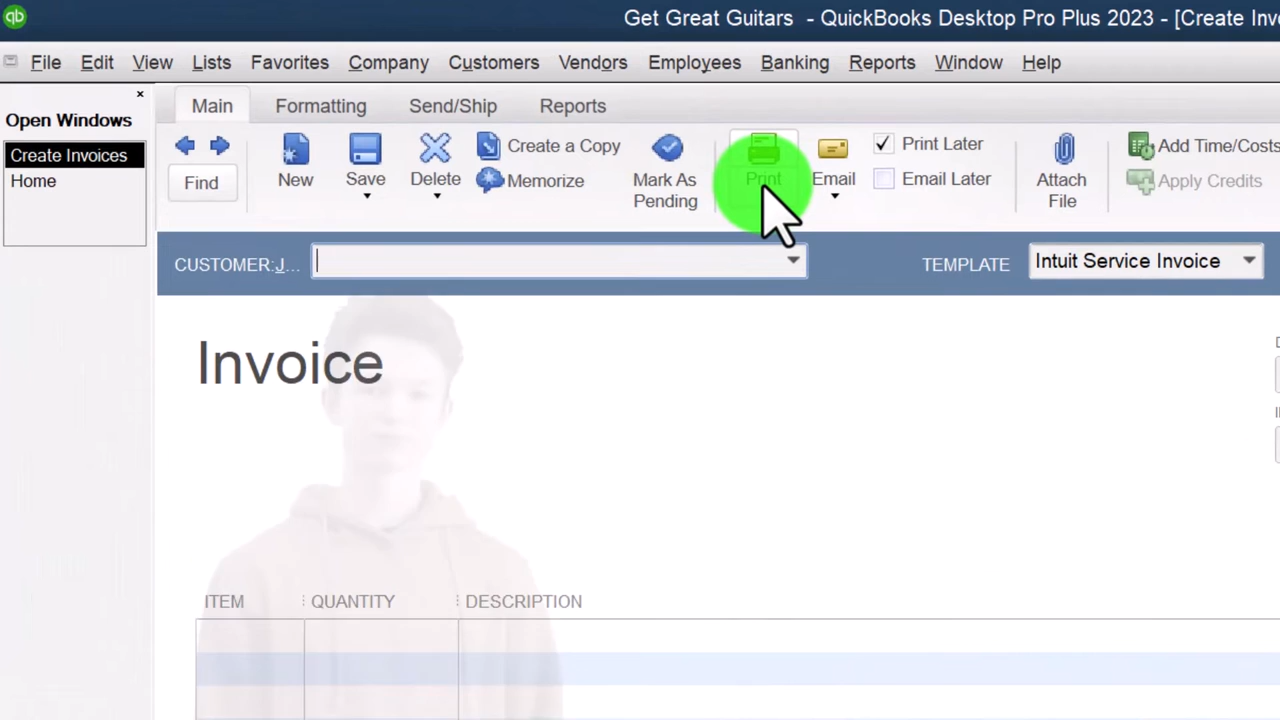 qb
Get Great Guitars - QuickBooks Desktop Pro Plus 2023 - [Create Inv
File Edit View Lists Favorites Company Customers Vendors Employees Banking Reports Window Help
Open Windows
Create Invoices
Home
Main Formatting Send/Ship Reports
Find
New
Save
Delete
Create a Copy
Memorize
Mark As
Pending
Print
Email
Print Later
Email Later
Attach
File
Add Time/Costs
Apply Credits
CUSTOMER:J... TEMPLATE Intuit Service Invoice
Invoice
ITEM QUANTITY DESCRIPTION